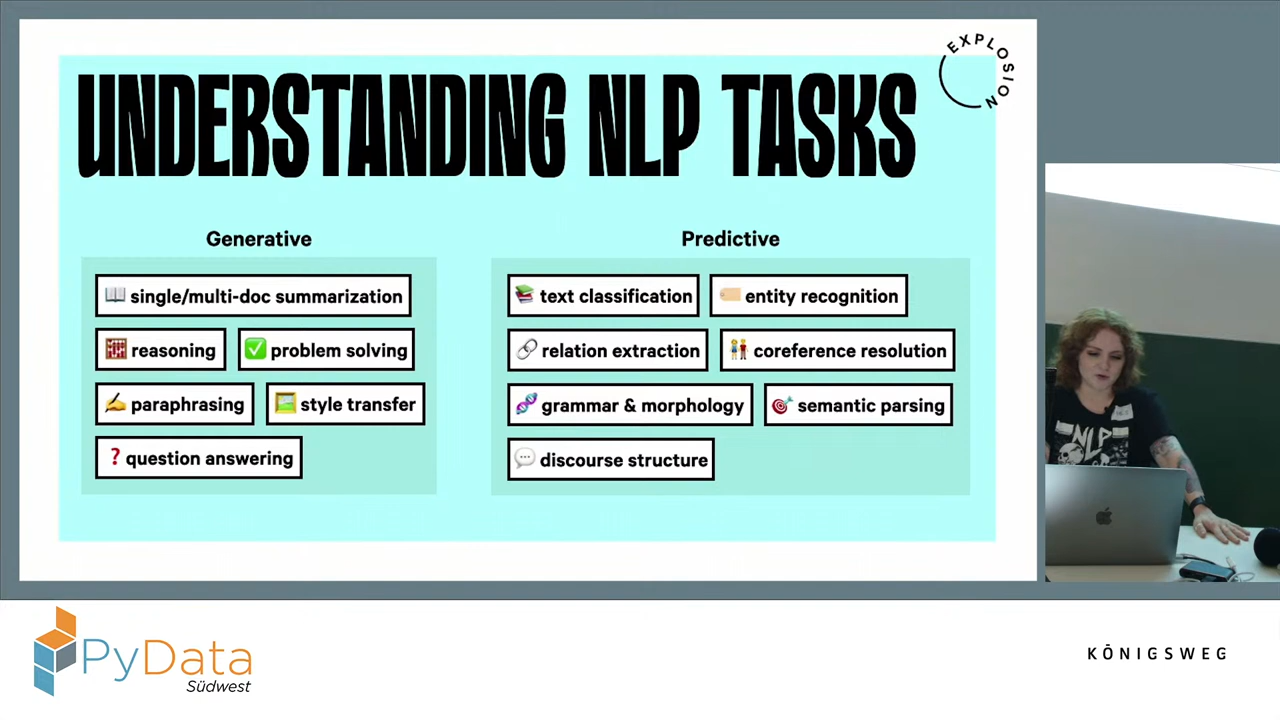 EXPLOSION
UNDERSTANDING NLP TASKS
Generative
single/multi-doc summarization
reasoning
problem solving
paraphrasing
style transfer
question answering
Predictive
text classification
entity recognition
relation extraction
coreference resolution
grammar & morphology
semantic parsing
discourse structure
NLP
PyData
Südwest
KÖNIGSWEG